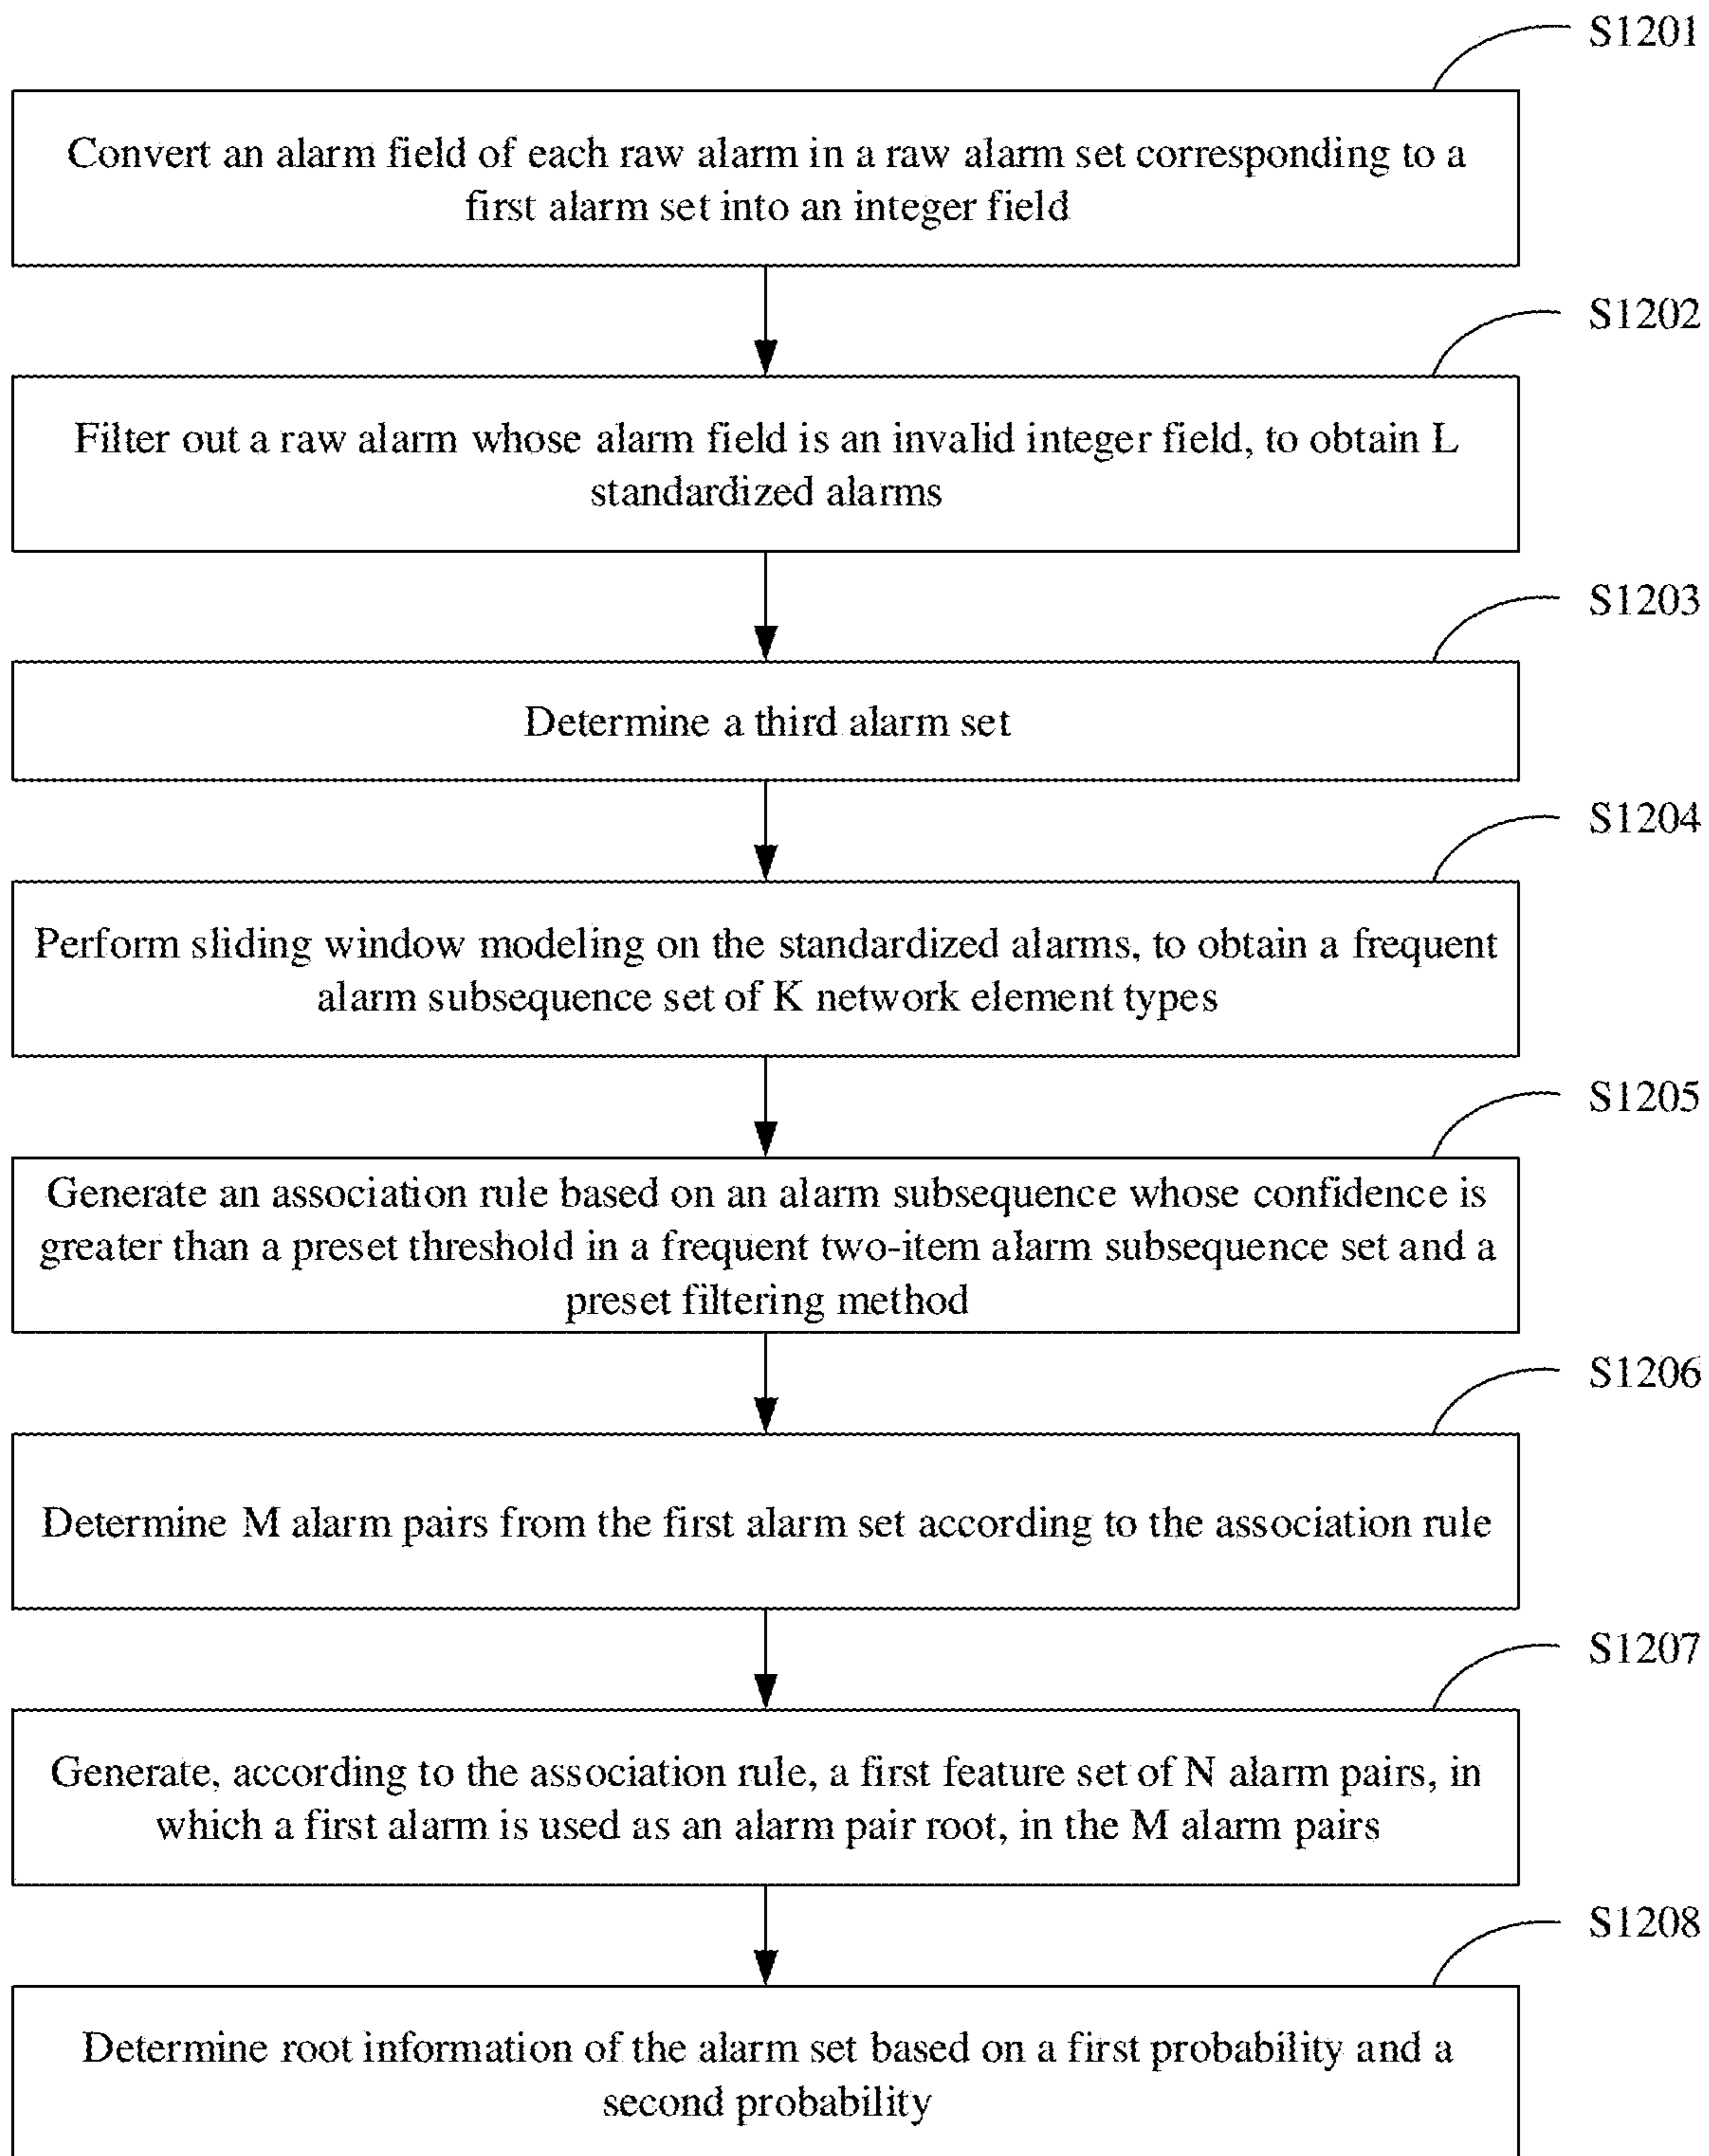 S1201
Convert an alarm field of each raw alarm in a raw alarm set corresponding to a
first alarm set into an integer field
S1202
Filter out a raw alarm whose alarm field is an invalid integer field, to obtain L
standardized alarms
S1203
Determine a third alarm set
S1204
Perform sliding window modeling on the standardized alarms, to obtain a frequent
alarm subsequence set of K network element types
S1205
Generate an association rule based on an alarm subsequence whose confidence is
greater than a preset threshold in a frequent two-item alarm subsequence set and a
preset filtering method
S1206
Determine M alarm pairs from the first alarm set according to the association rule
S1207
Generate, according to the association rule, a first feature set of N alarm pairs, in
which a first alarm is used as an alarm pair root, in the M alarm pairs
S1208
Determine root information of the alarm set based on a first probability and a
second probability